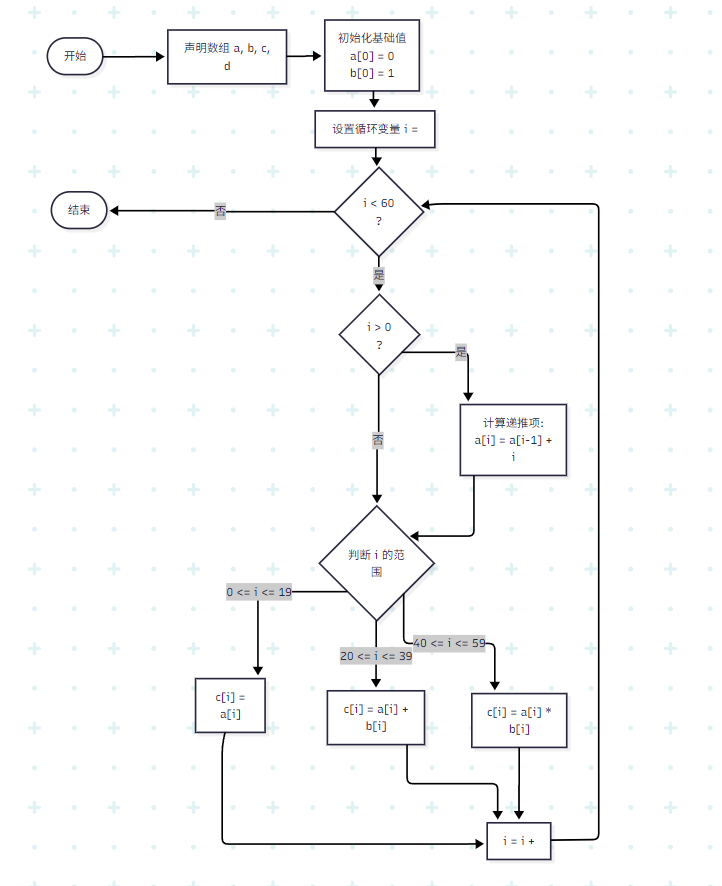 开始
声明数组 a, b, c,
d
初始化基础值
a[0] = 0
b[0] = 1
设置循环变量 i =
i < 60
?
结束
否
是
i > 0
?
是
计算递推项:
a[i] = a[i-1] +
i
否
判断 i 的范
围
0 <= i <= 19
20 <= i <= 39
40 <= i <= 59
c[i] =
a[i]
c[i] = a[i] +
b[i]
c[i] = a[i] *
b[i]
i = i +